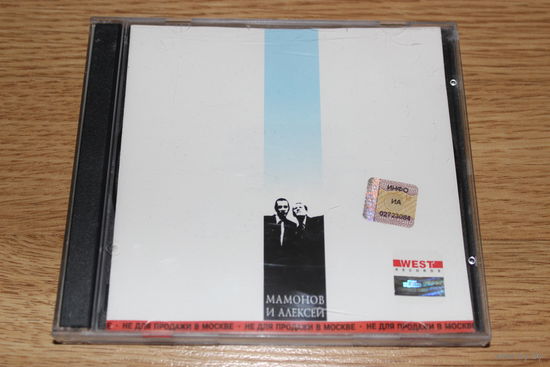 ИНФО
ИА
02723084
WEST
RECORDS
МАМОНОВ
И АЛЕКСЕЙ
Е • НЕ ДЛЯ ПРОДАЖИ В МОСКВЕ • НЕ ДЛЯ ПРОДАЖИ В МОСКВЕ • НЕ ДЛЯ ПРОДАЖИ В МОСКВЕ